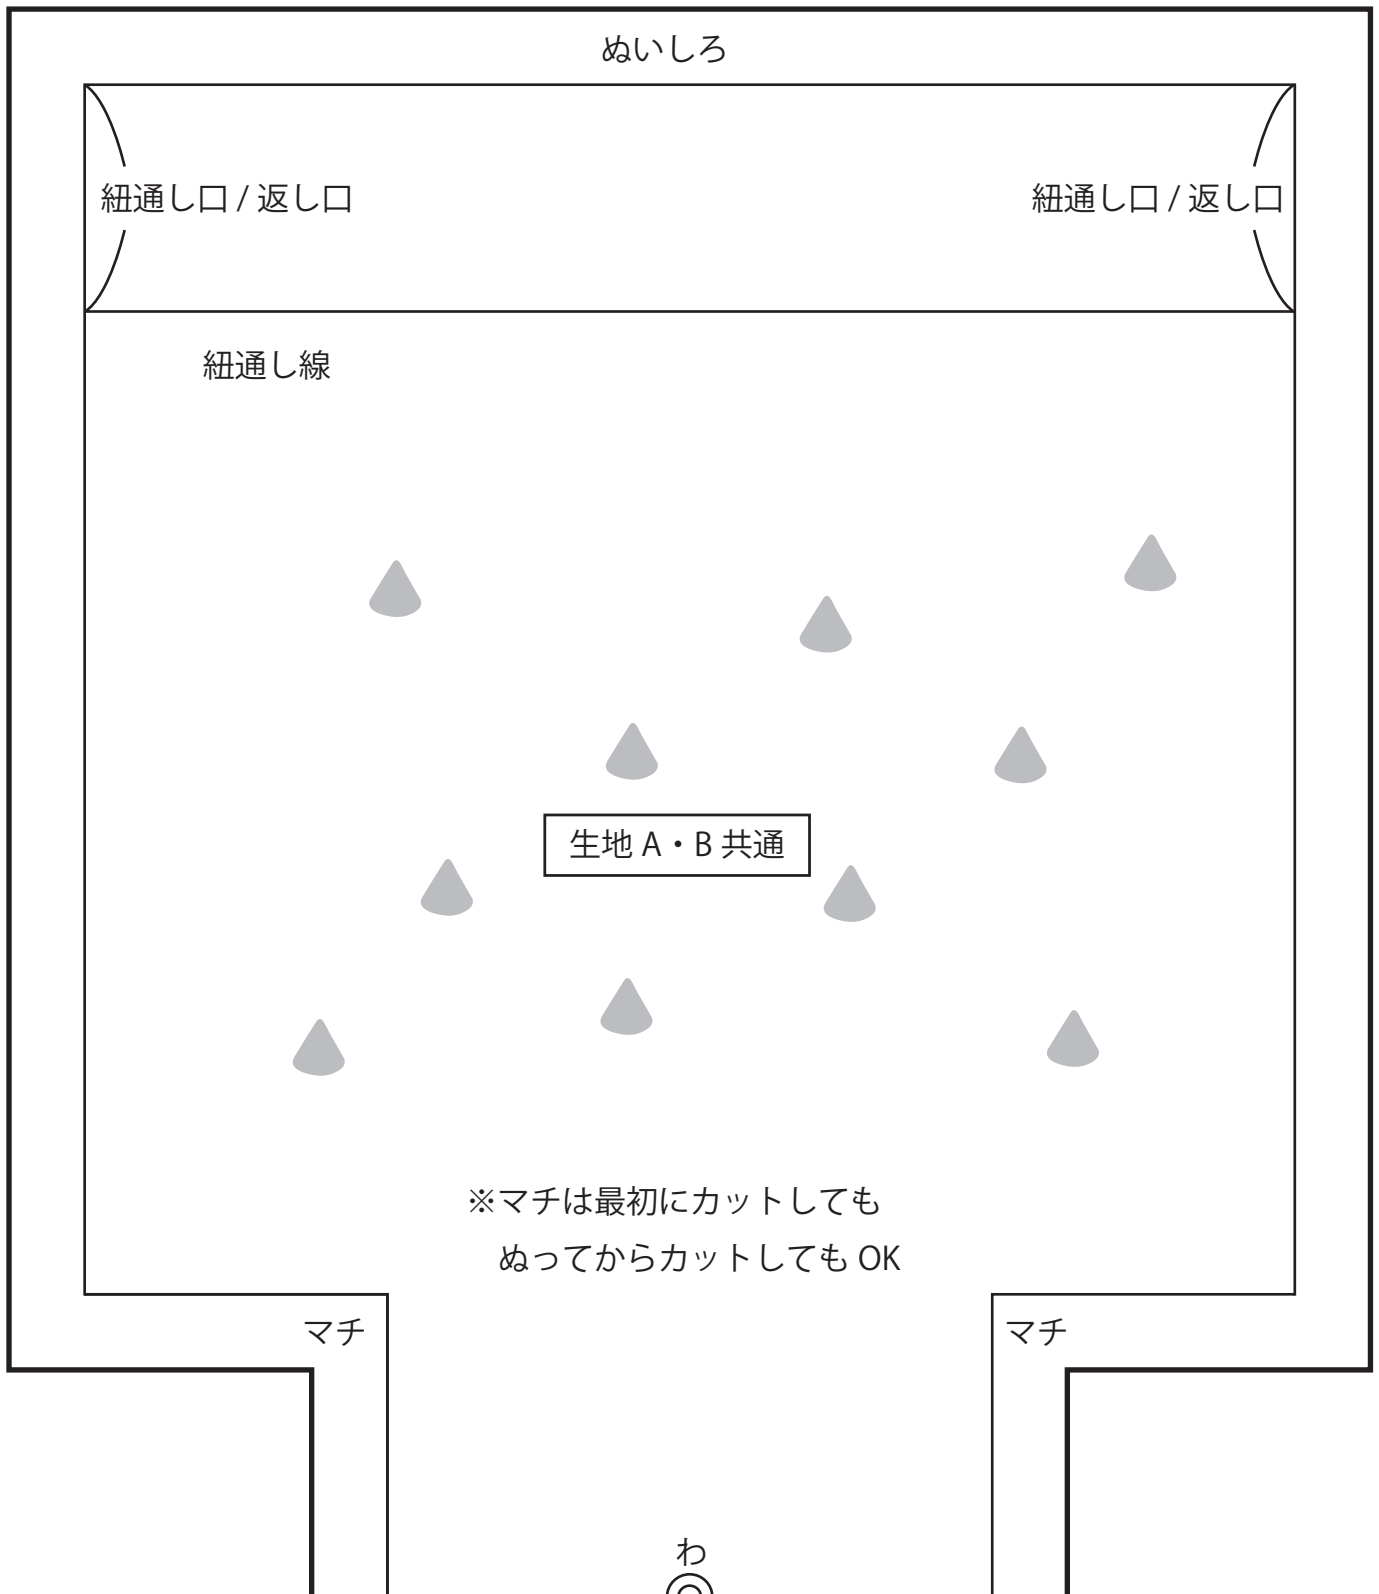 ぬいしろ
紐通し口 / 返し口
紐通し口 / 返し口
紐通し線
生地 A・B 共通
※マチは最初にカットしても
ぬってからカットしても OK
マチ
マチ
わ